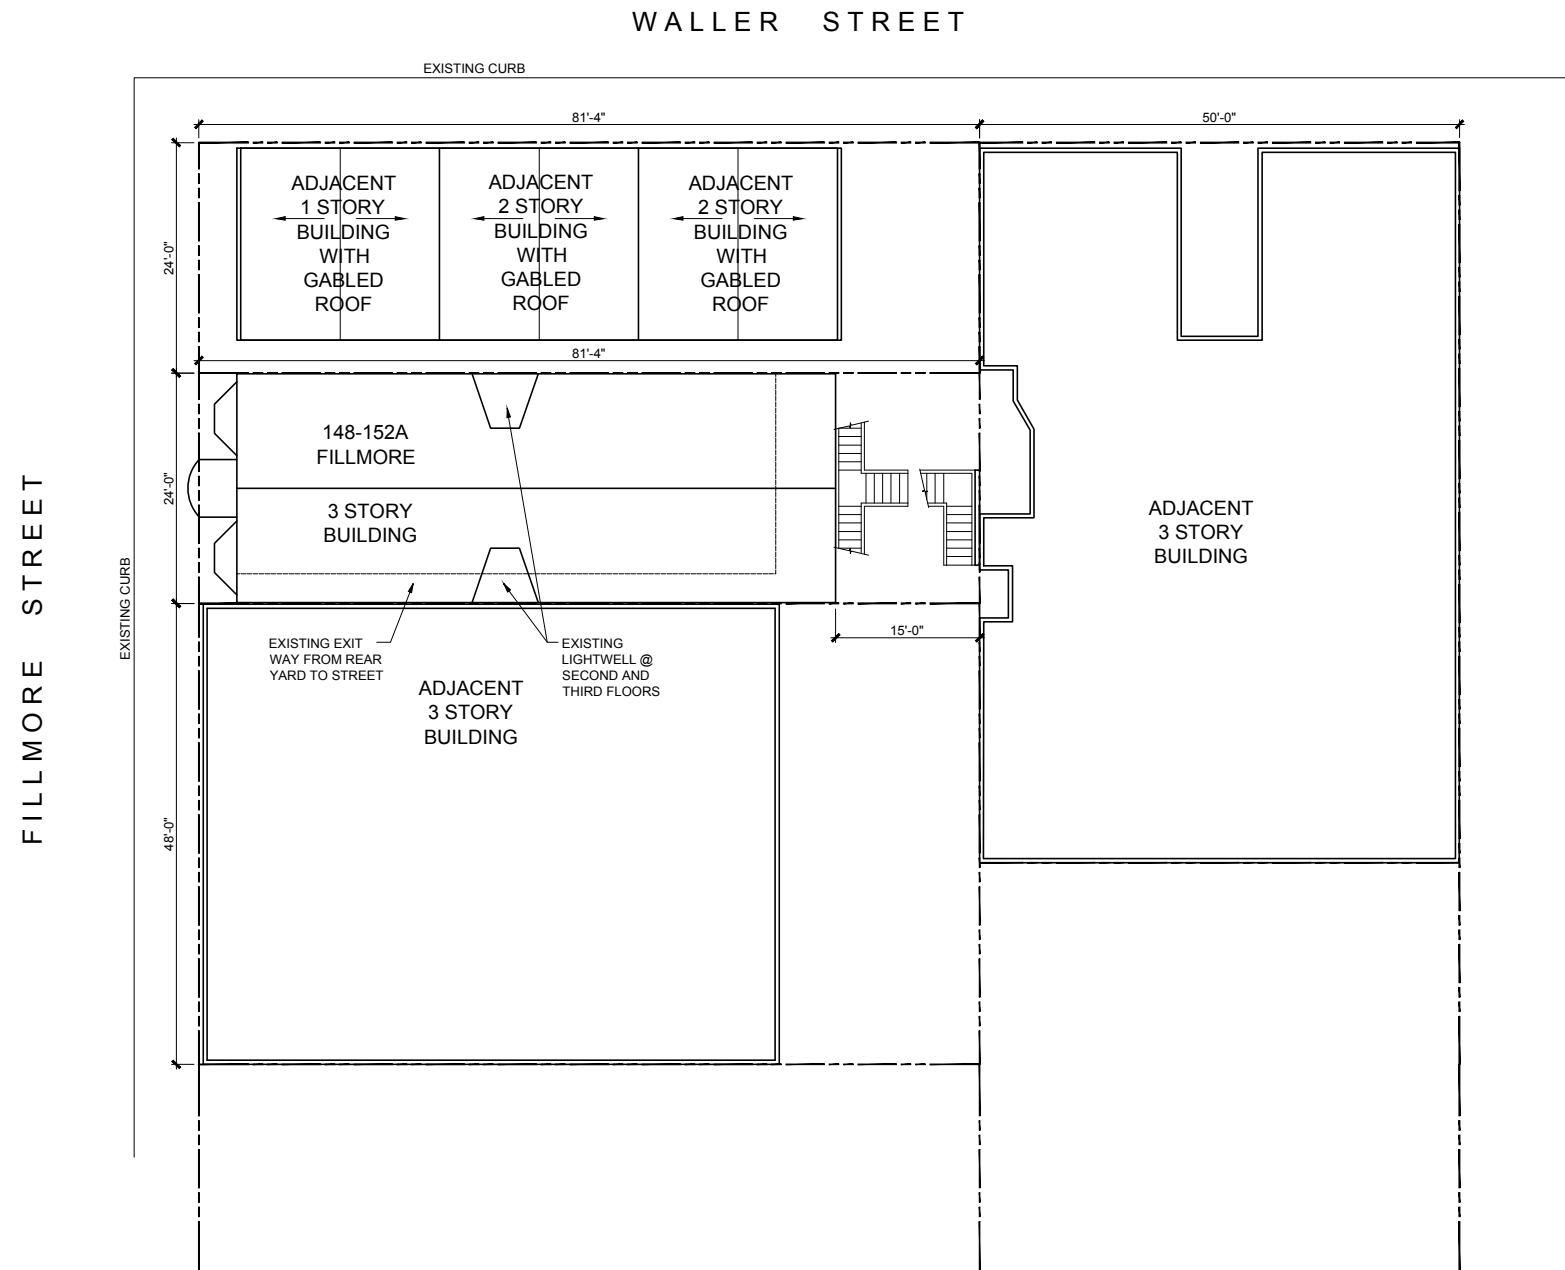 WALLER STREET
EXISTING CURB
81'-4"
50'-0"
ADJACENT
1 STORY
BUILDING
WITH
GABLED
ROOF
ADJACENT
2 STORY
BUILDING
WITH
GABLED
ROOF
ADJACENT
2 STORY
BUILDING
WITH
GABLED
ROOF
24'-0"
81'-4"
148-152A
FILLMORE
3 STORY
BUILDING
24'-0"
ADJACENT
3 STORY
BUILDING
FILLMORE STREET
EXISTING CURB
15'-0"
EXISTING EXIT
WAY FROM REAR
YARD TO STREET
EXISTING
LIGHTWELL @
SECOND AND
THIRD FLOORS
ADJACENT
3 STORY
BUILDING
48'-0"